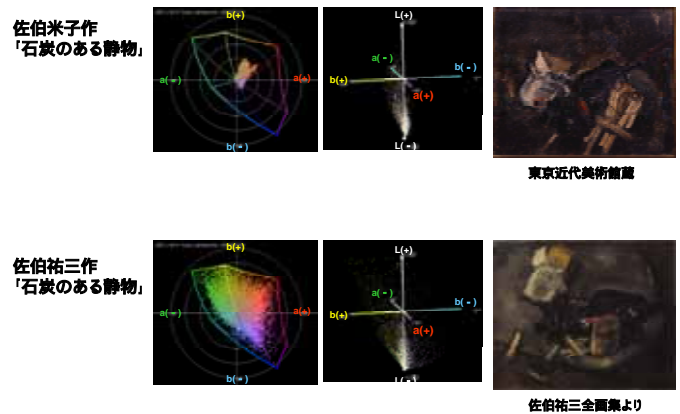 佐伯米子作
「石炭のある静物」
b(+)
a(-)
a(+)
b(-)
L(+)
a(-)
b(-)
b(+)
a(+)
L(-)
東京近代美術館蔵
佐伯祐三作
「石炭のある静物」
b(+)
a(-)
a(+)
b(-)
L(+)
a(-)
b(-)
b(+)
a(+)
L(-)
佐伯祐三全画集より